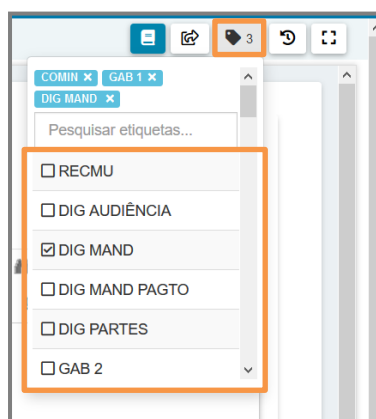 3
COMIN × GAB 1 ×
DIG MAND ×
Pesquisar etiquetas...
RECMU
DIG AUDIÊNCIA
DIG MAND
DIG MAND PAGTO
DIG PARTES
GAB 2